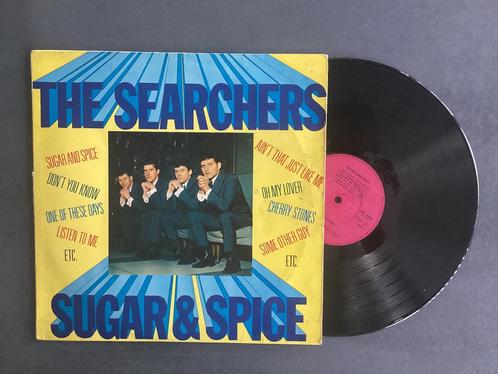 THE SEARCHERS
SUGAR AND SPICE
DON'T YOU KNOW
ONE OF THESE DAYS
LISTEN TO ME
ETC.
AIN'T THAT JUST LIKE ME
OH MY LOVER
CHERRY STONES
SOME OTHER GUY
ETC.
SUGAR & SPICE